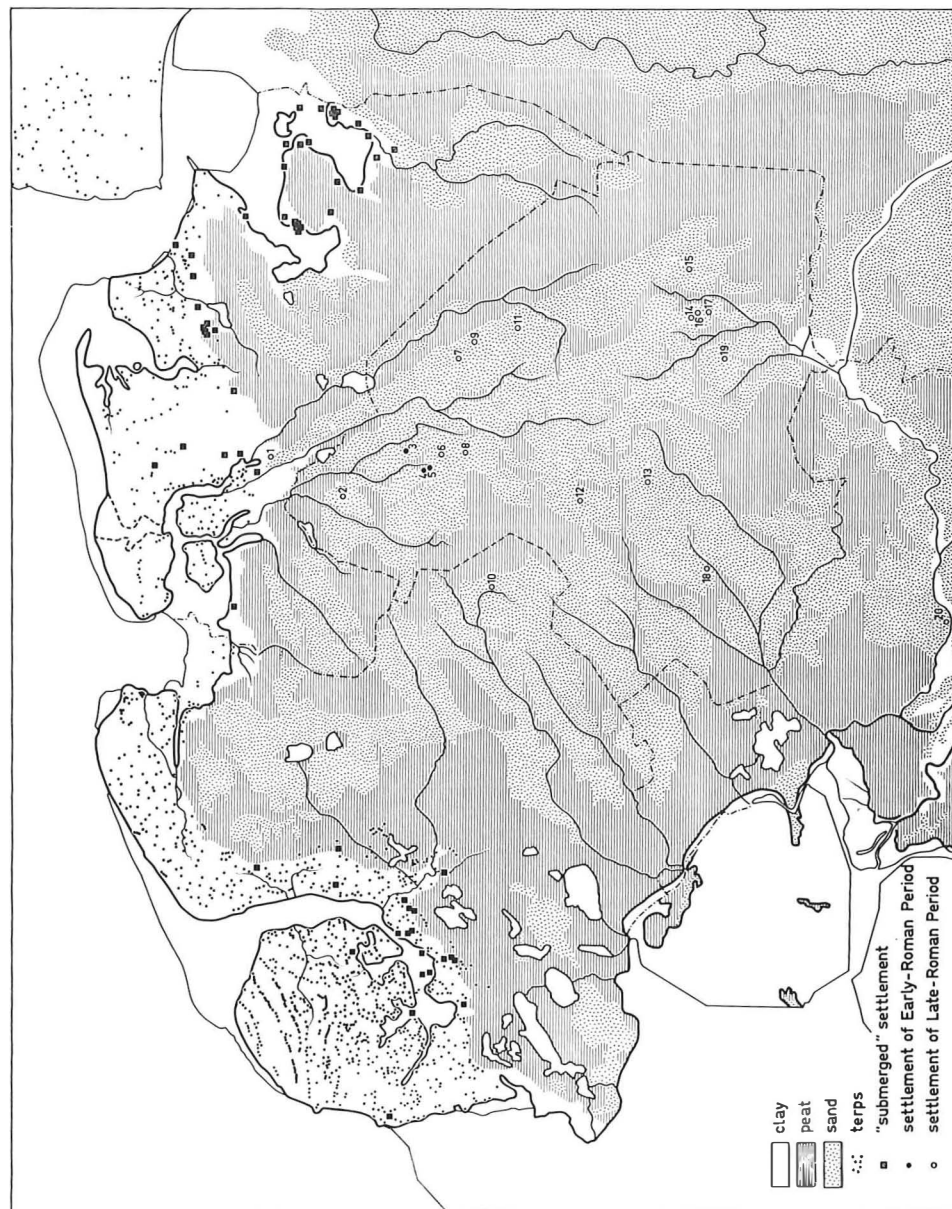 clay
peat
sand
terps
"submerged" settlement
settlement of Early-Roman Period
settlement of Late-Roman Period
1
2
3
4
5
6
7
8
9
10
11
12
13
14
15
16
17
18
19
20